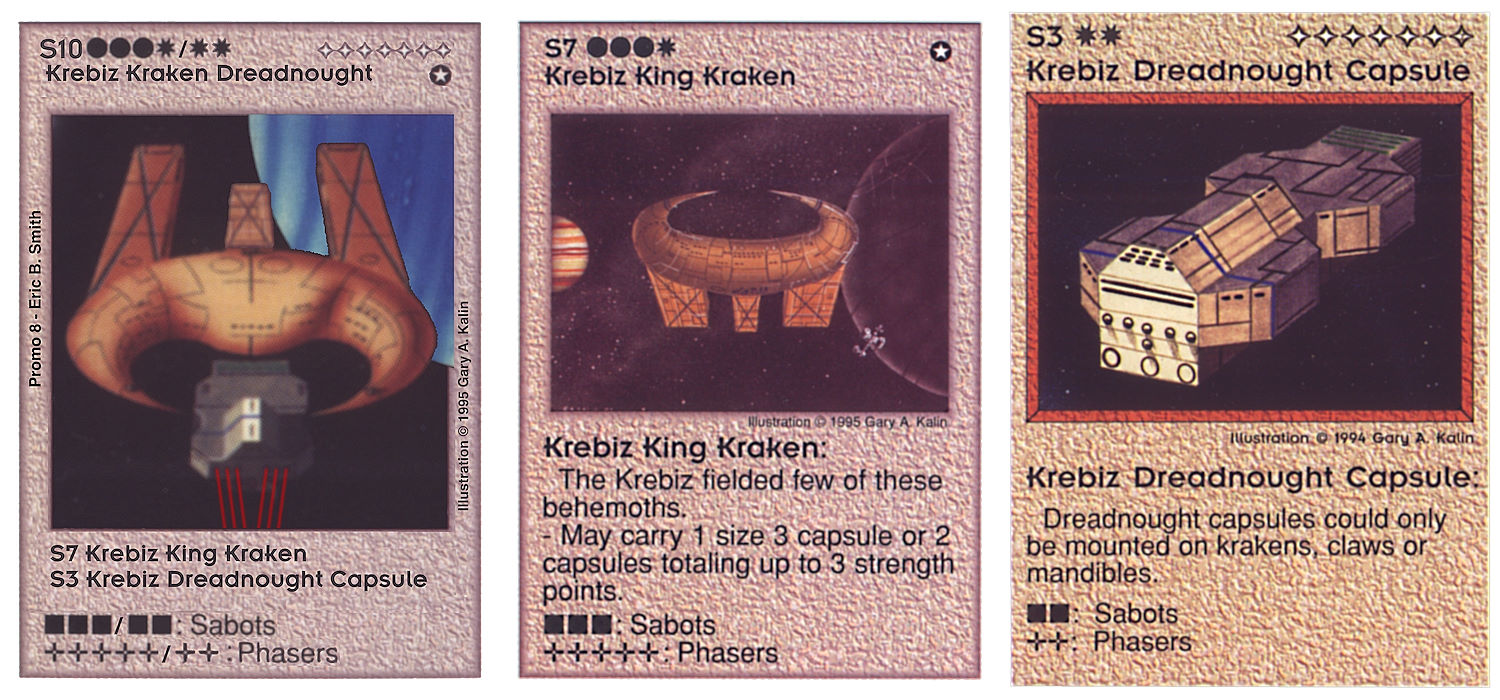 S10 /
Krebiz Kraken Dreadnought
Promo 8 - Eric B. Smith
Illustration © 1995 Gary A. Kalin
S7 Krebiz King Kraken
S3 Krebiz Dreadnought Capsule
■■■/■■: Sabots
✛✛✛✛✛/✛✛ : Phasers
S7
Krebiz King Kraken
Illustration © 1995 Gary A. Kalin
Krebiz King Kraken:
The Krebiz fielded few of these
behemoths.
- May carry 1 size 3 capsule or 2
capsules totaling up to 3 strength
points.
■■■: Sabots
✛✛✛✛✛: Phasers
S3
Krebiz Dreadnought Capsule
Illustration © 1994 Gary A. Kalin
Krebiz Dreadnought Capsule:
Dreadnought capsules could only
be mounted on krakens, claws or
mandibles.
■■: Sabots
✛✛: Phasers